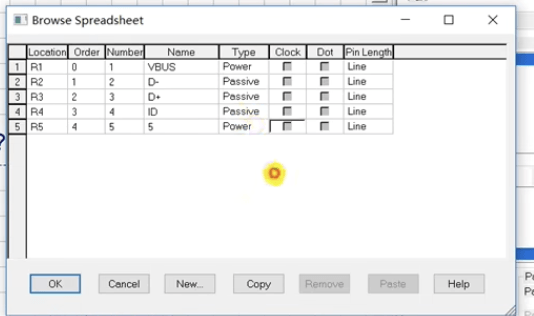 Browse Spreadsheet
Location Order Number Name Type Clock Dot Pin Length
1 R1 0 1 VBUS Power Line
2 R2 1 2 D- Passive Line
3 R3 2 3 D+ Passive Line
4 R4 3 4 ID Passive Line
5 R5 4 5 5 Power Line
OK Cancel New... Copy Remove Paste Help